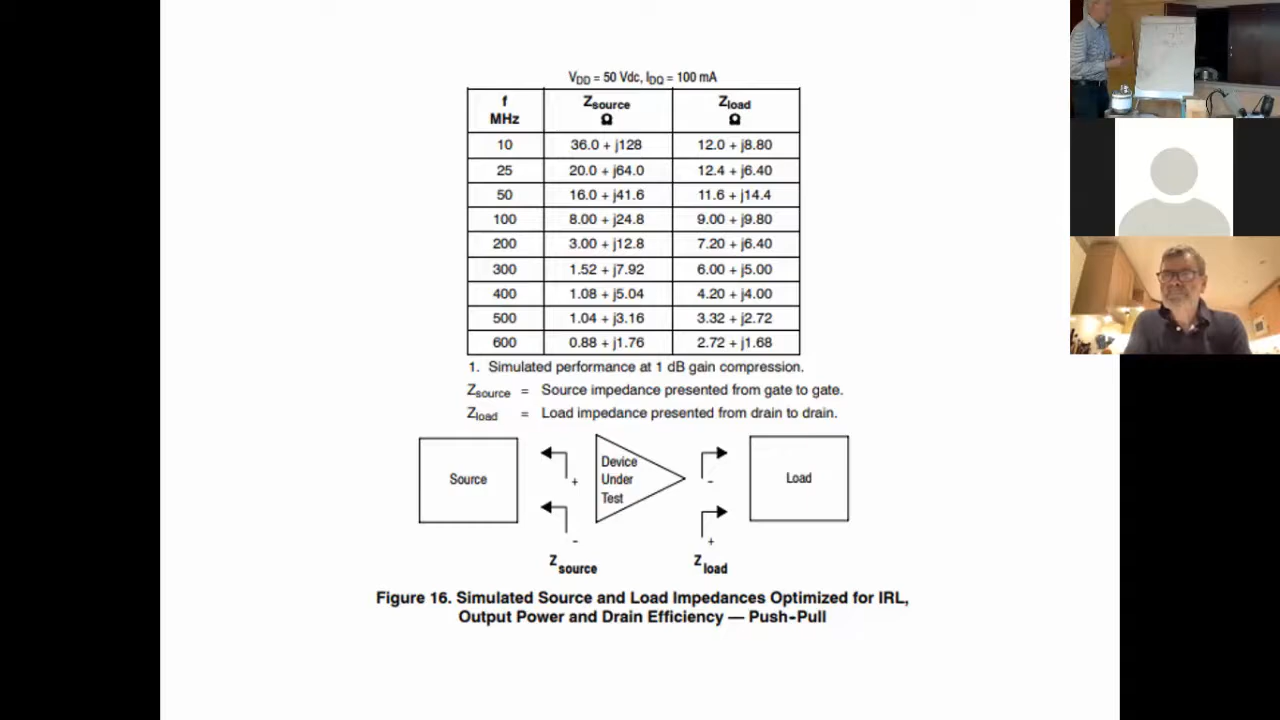 VDD = 50 Vdc, IDQ = 100 mA
f MHz Zsource Ω Zload Ω
10 36.0 + j128 12.0 + j8.80
25 20.0 + j64.0 12.4 + j6.40
50 16.0 + j41.6 11.6 + j14.4
100 8.00 + j24.8 9.00 + j9.80
200 3.00 + j12.8 7.20 + j6.40
300 1.52 + j7.92 6.00 + j5.00
400 1.08 + j5.04 4.20 + j4.00
500 1.04 + j3.16 3.32 + j2.72
600 0.88 + j1.76 2.72 + j1.68
1. Simulated performance at 1 dB gain compression.
Zsource = Source impedance presented from gate to gate.
Zload = Load impedance presented from drain to drain.
Source
Device
Under
Test
Load
+ -
- +
Zsource Zload
Figure 16. Simulated Source and Load Impedances Optimized for IRL,
Output Power and Drain Efficiency — Push-Pull